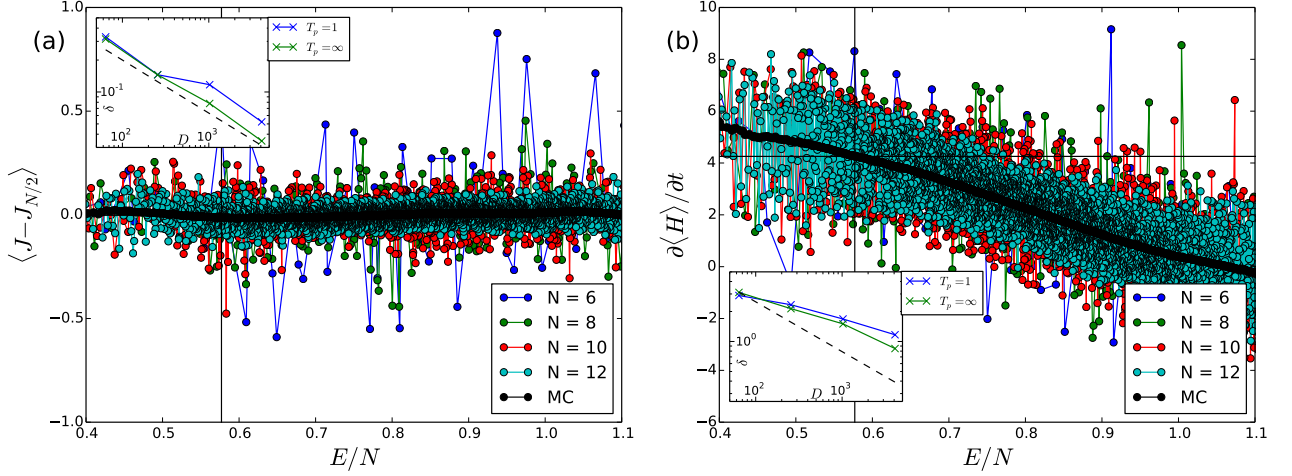 (a)
⟨J−J_{N/2}⟩
1.0
0.5
0.0
−0.5
−1.0
0.4 0.5 0.6 0.7 0.8 0.9 1.0 1.1
E/N
T_p=1
T_p=∞
δ
10^{-1}
10^2 D 10^3
N = 6
N = 8
N = 10
N = 12
MC
(b)
∂⟨H⟩/∂t
10
8
6
4
2
0
−2
−4
−6
0.4 0.5 0.6 0.7 0.8 0.9 1.0 1.1
E/N
T_p=1
T_p=∞
δ
10^0
10^2 D 10^3
N = 6
N = 8
N = 10
N = 12
MC